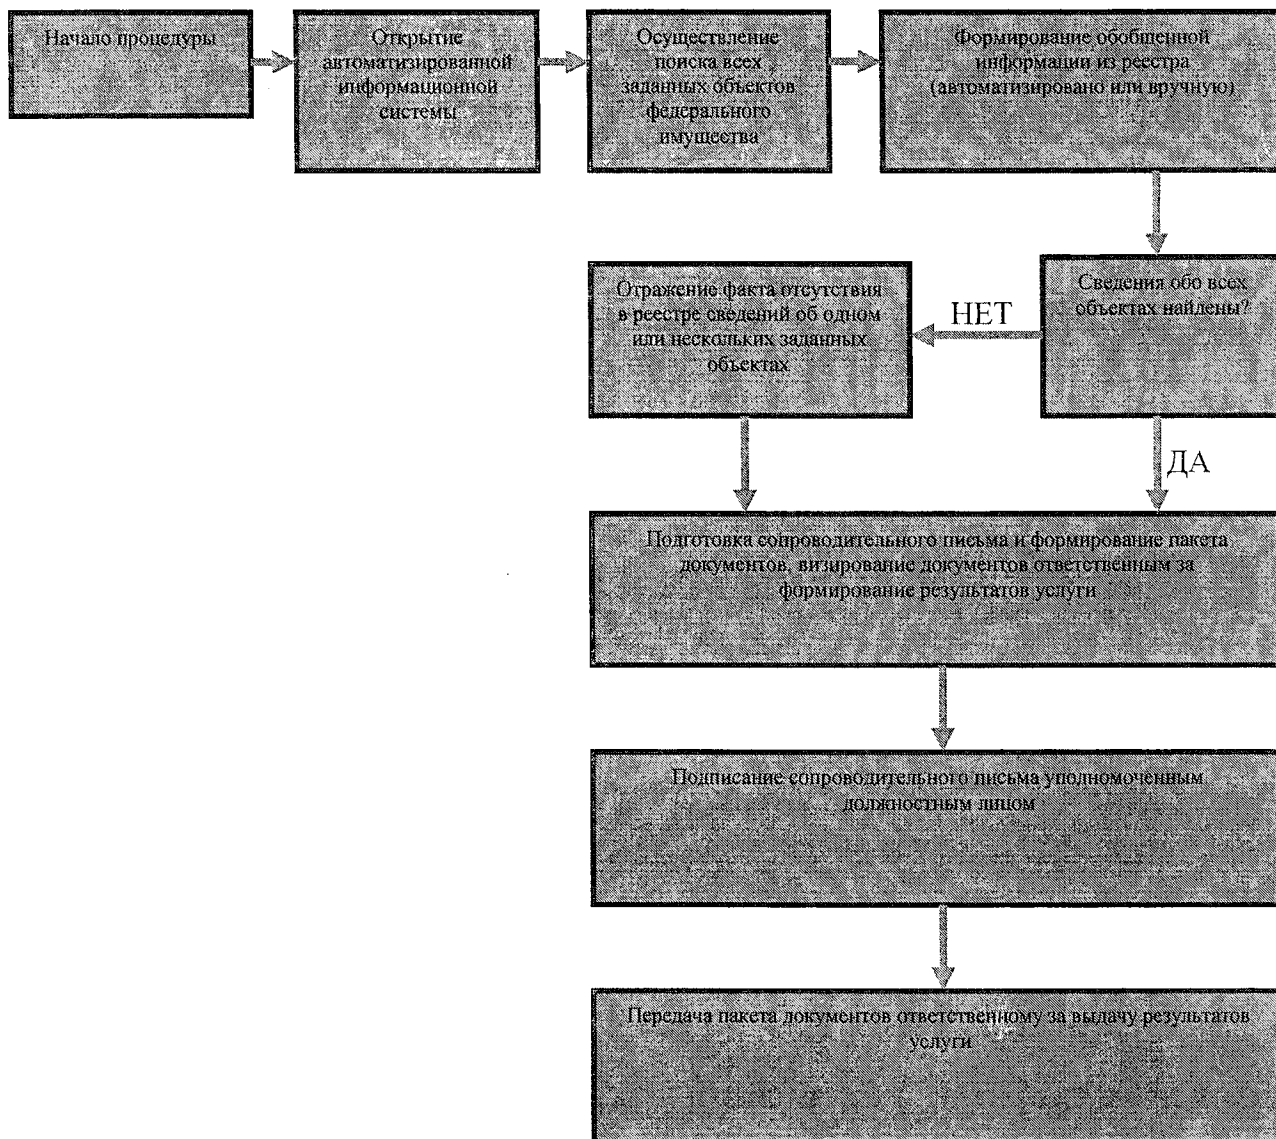 Начало процедуры
Открытие
автоматизированной
информационной
системы
Осуществление
поиска всех
заданных объектов
федерального
имущества
Формирование обобщенной
информации из реестра
(автоматизировано или вручную)
Сведения обо всех
объектах найдены?
НЕТ
Отражение факта отсутствия
в реестре сведений об одном
или нескольких заданных
объектах
ДА
Подготовка сопроводительного письма и формирование пакета
документов, визирование документов ответственным за
формирование результатов услуги
Подписание сопроводительного письма уполномоченным
должностным лицом
Передача пакета документов ответственному за выдачу результатов
услуги